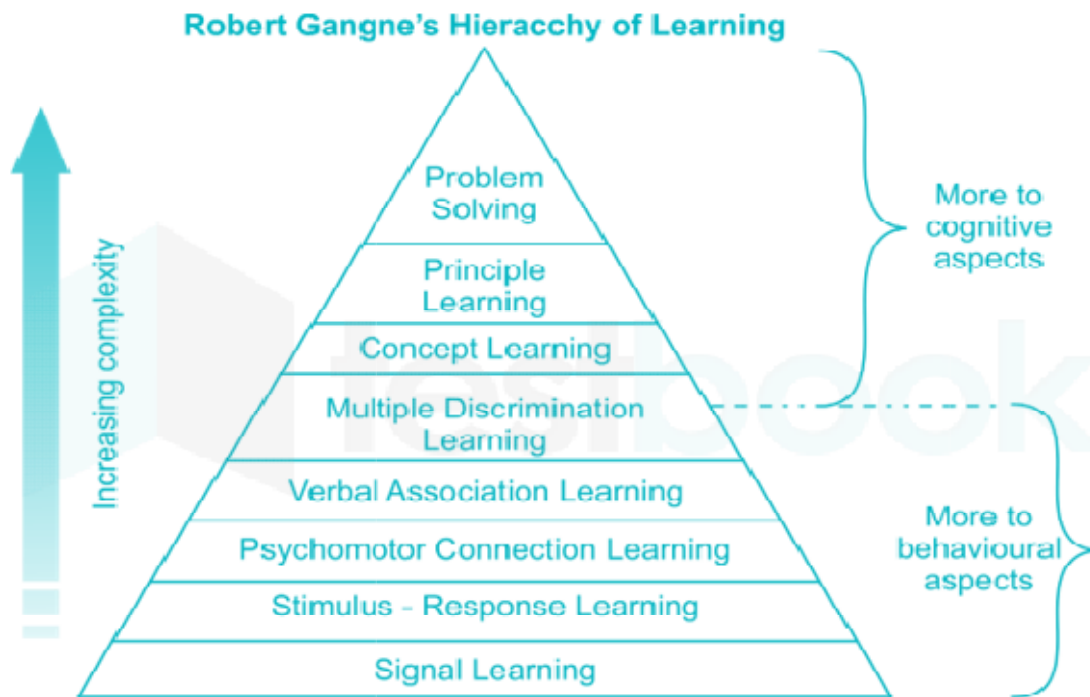 Robert Gangne's Hieracchy of Learning
Problem
Solving
Principle
Learning
Concept Learning
Multiple Discrimination
Learning
Verbal Association Learning
Psychomotor Connection Learning
Stimulus - Response Learning
Signal Learning
Increasing complexity
More to
cognitive
aspects
More to
behavioural
aspects
testbook